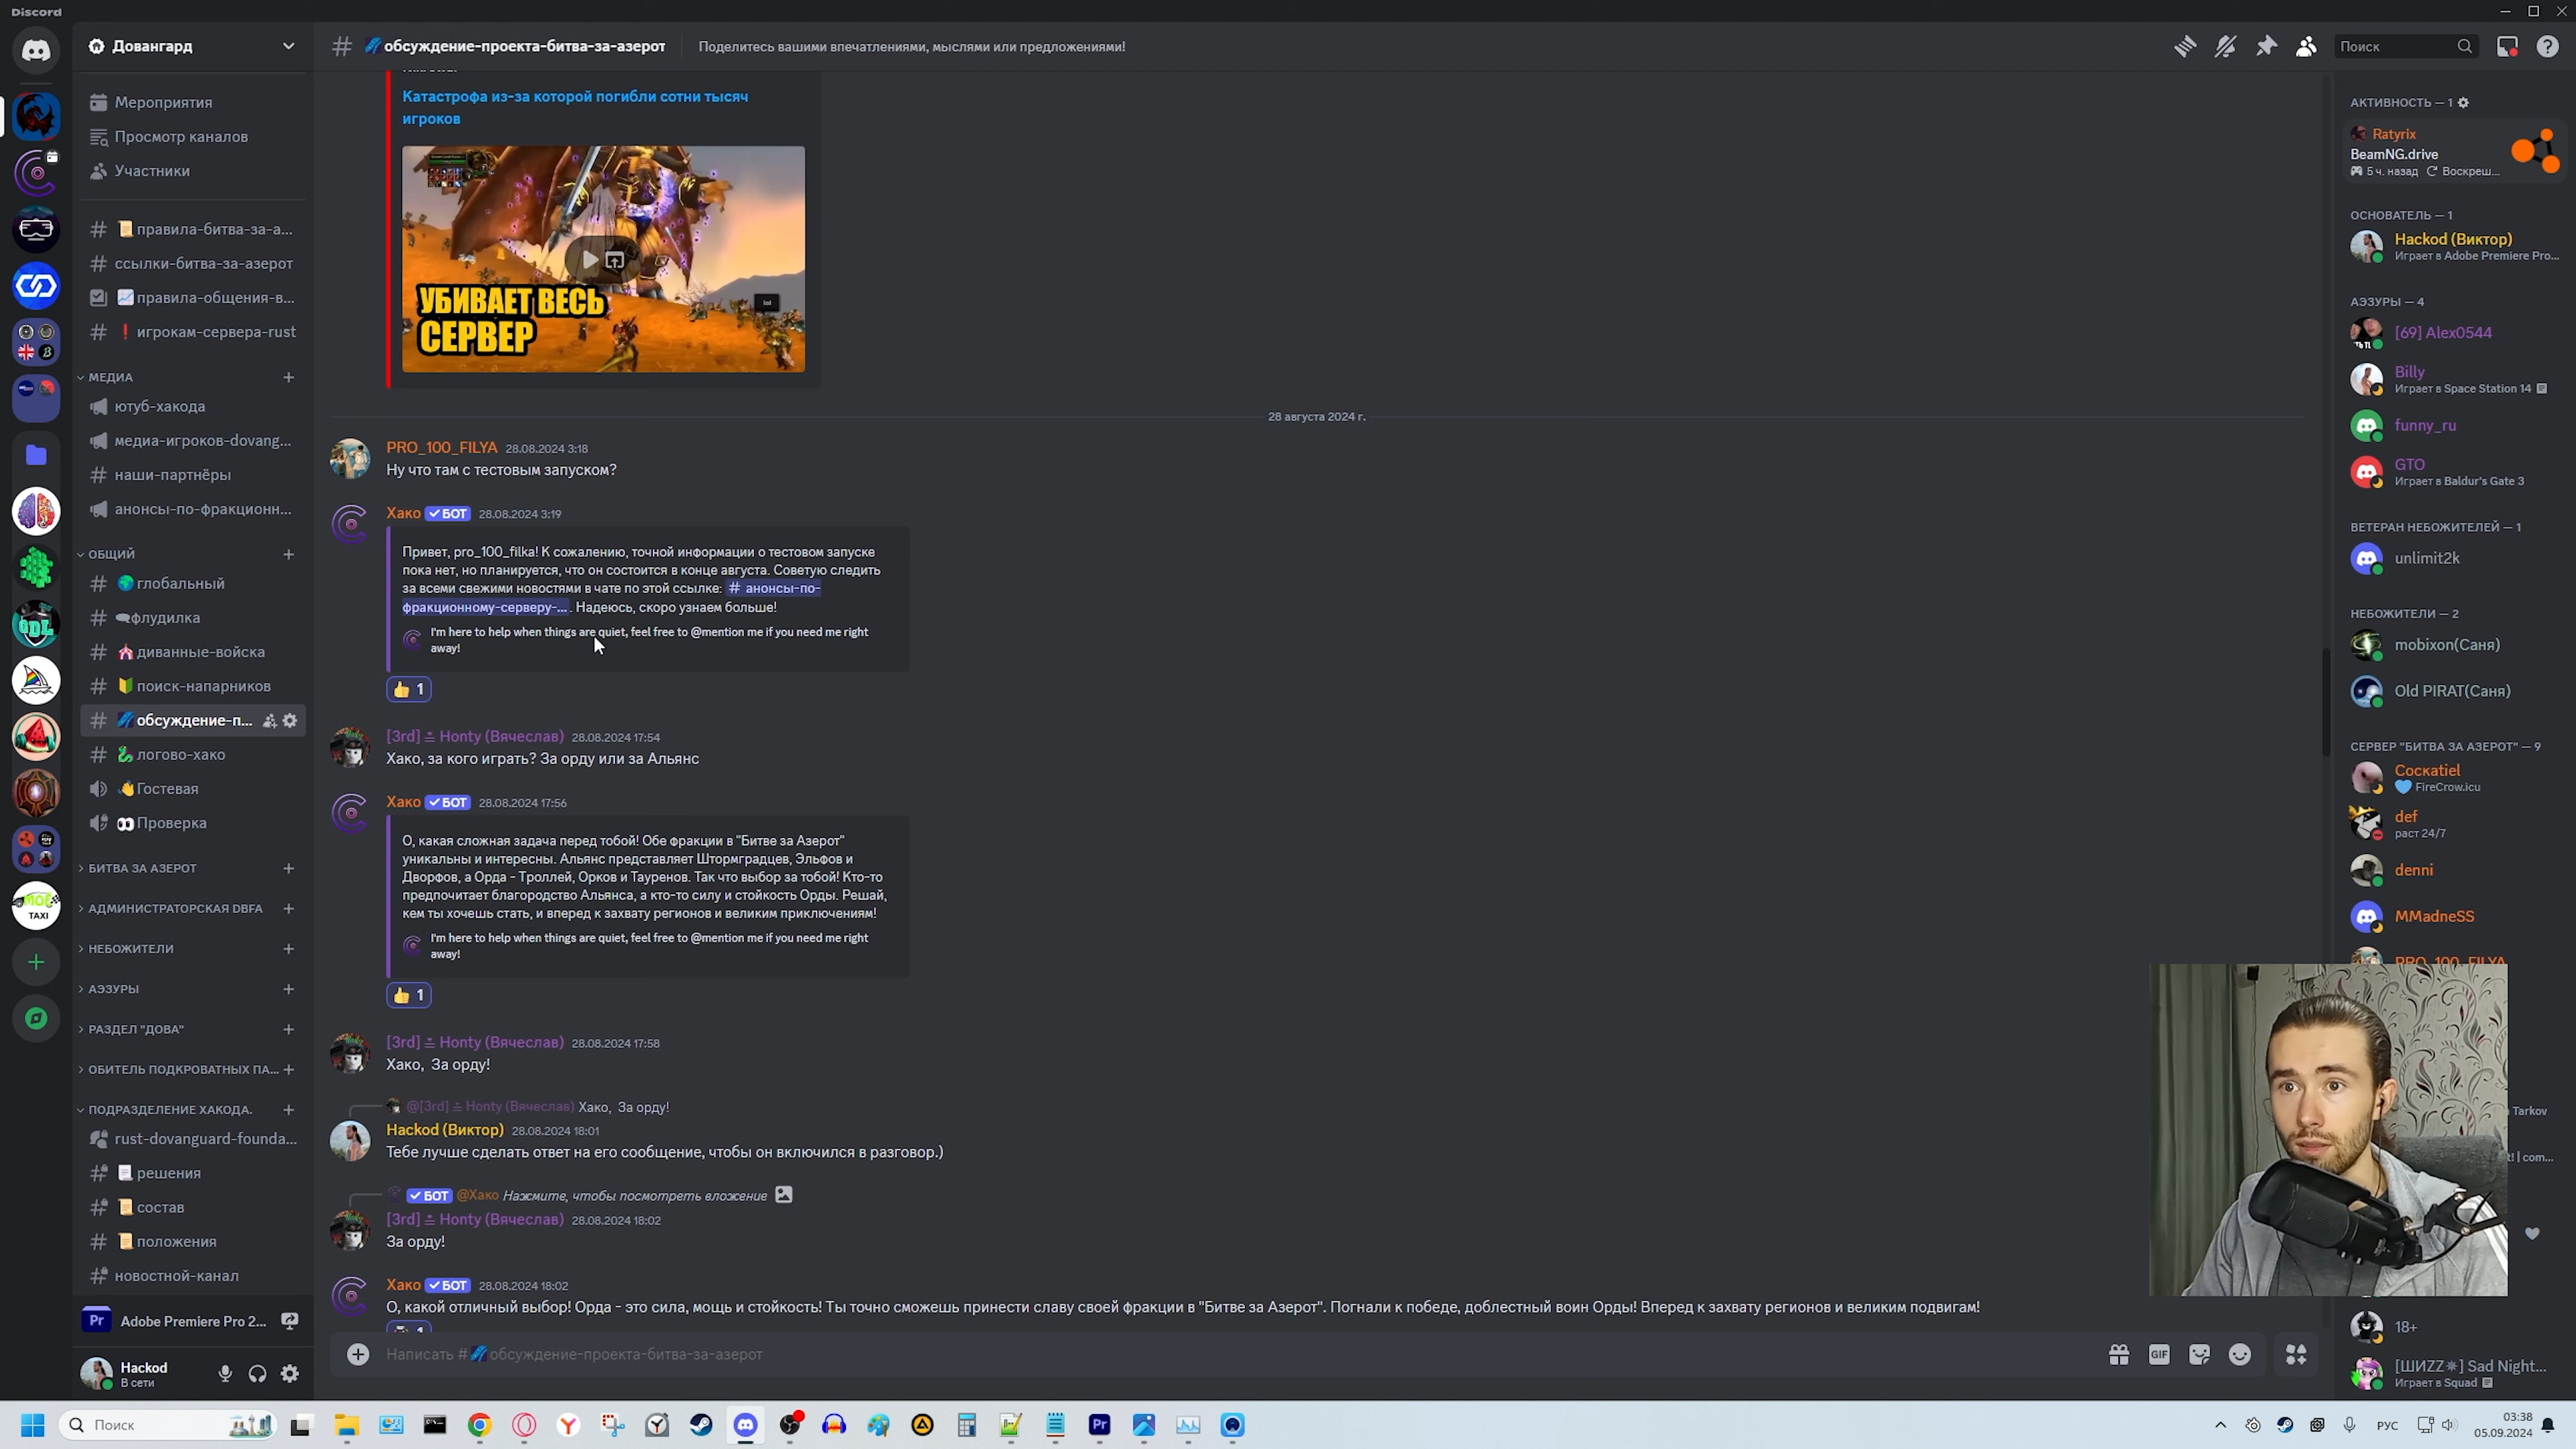 Discord
Довангард
Мероприятия
Просмотр каналов
Участники
правила-битва-за-а...
ссылки-битва-за-азерот
правила-общения-в...
игрокам-сервера-rust
МЕДИА
ютуб-хакода
медиа-игроков-dovang...
наши-партнёры
анонсы-по-фракционн...
ОБЩИЙ
глобальный
флудилка
диванные-войска
поиск-напарников
обсуждение-п...
логово-хако
Гостевая
Проверка
БИТВА ЗА АЗЕРОТ
АДМИНИСТРАТОРСКАЯ DBFA
НЕБОЖИТЕЛИ
АЭЗУРЫ
РАЗДЕЛ "ДОВА"
ОБИТЕЛЬ ПОДКРОВАТНЫХ ПА...
ПОДРАЗДЕЛЕНИЕ ХАКОДА.
rust-dovanguard-founda...
решения
состав
положения
новостной-канал
Adobe Premiere Pro 2...
Hackod
В сети
обсуждение-проекта-битва-за-азерот
Поделитесь вашими впечатлениями, мыслями или предложениями!
Поиск
Катастрофа из-за которой погибли сотни тысяч
игроков
УБИВАЕТ ВЕСЬ
СЕРВЕР
28 августа 2024 г.
PRO_100_FILYA 28.08.2024 3:18
Ну что там с тестовым запуском?
Хако БОТ 28.08.2024 3:19
Привет, pro_100_filka! К сожалению, точной информации о тестовом запуске
пока нет, но планируется, что он состоится в конце августа. Советую следить
за всеми свежими новостями в чате по этой ссылке: # анонсы-по-
фракционному-серверу-... . Надеюсь, скоро узнаем больше!
I'm here to help when things are quiet, feel free to @mention me if you need me right
away!
1
[3rd] Honty (Вячеслав) 28.08.2024 17:54
Хако, за кого играть? За орду или за Альянс
Хако БОТ 28.08.2024 17:56
О, какая сложная задача перед тобой! Обе фракции в "Битве за Азерот"
уникальны и интересны. Альянс представляет Штормградцев, Эльфов и
Дворфов, а Орда - Троллей, Орков и Тауренов. Так что выбор за тобой! Кто-то
предпочитает благородство Альянса, а кто-то силу и стойкость Орды. Решай,
кем ты хочешь стать, и вперед к захвату регионов и великим приключениям!
I'm here to help when things are quiet, feel free to @mention me if you need me right
away!
1
[3rd] Honty (Вячеслав) 28.08.2024 17:58
Хако, За орду!
@[3rd] Honty (Вячеслав) Хако, За орду!
Hackod (Виктор) 28.08.2024 18:01
Тебе лучше сделать ответ на его сообщение, чтобы он включился в разговор.)
БОТ @Хако Нажмите, чтобы посмотреть вложение
[3rd] Honty (Вячеслав) 28.08.2024 18:02
За орду!
Хако БОТ 28.08.2024 18:02
О, какой отличный выбор! Орда - это сила, мощь и стойкость! Ты точно сможешь принести славу своей фракции в "Битве за Азерот". Погнали к победе, доблестный воин Орды! Вперед к захвату регионов и великим подвигам!
Написать # обсуждение-проекта-битва-за-азерот
GIF
АКТИВНОСТЬ — 1
Ratyrix
BeamNG.drive
5 ч. назад Воскреш...
ОСНОВАТЕЛЬ — 1
Hackod (Виктор)
Играет в Adobe Premiere Pro...
АЭЗУРЫ — 4
[69] Alex0544
Billy
Играет в Space Station 14
funny_ru
GTO
Играет в Baldur's Gate 3
ВЕТЕРАН НЕБОЖИТЕЛЕЙ — 1
unlimit2k
НЕБОЖИТЕЛИ — 2
mobixon(Саня)
Old PIRAT(Саня)
СЕРВЕР "БИТВА ЗА АЗЕРОТ" — 9
Cockatiel
FireCrow.icu
def
раст 24/7
denni
MMadneSS
PRO_100_FILYA
Tarkov
com...
18+
[ШИZZ✷] Sad Night...
Играет в Squad
TAXI
Pr
Поиск
Pr
РУС
03:38
05.09.2024